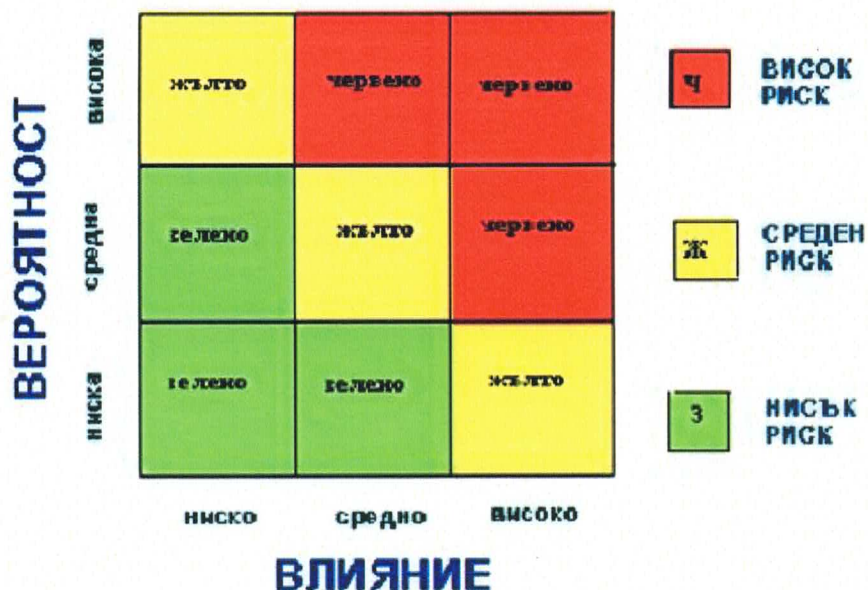 ВЕРОЯТНОСТ
висока
жълто
червено
червено
средна
зелено
жълто
червено
ниска
зелено
зелено
жълто
ниско
средно
високо
ВЛИЯНИЕ
Ч
ВИСОК
РИСК
Ж
СРЕДЕН
РИСК
З
НИСЪК
РИСК